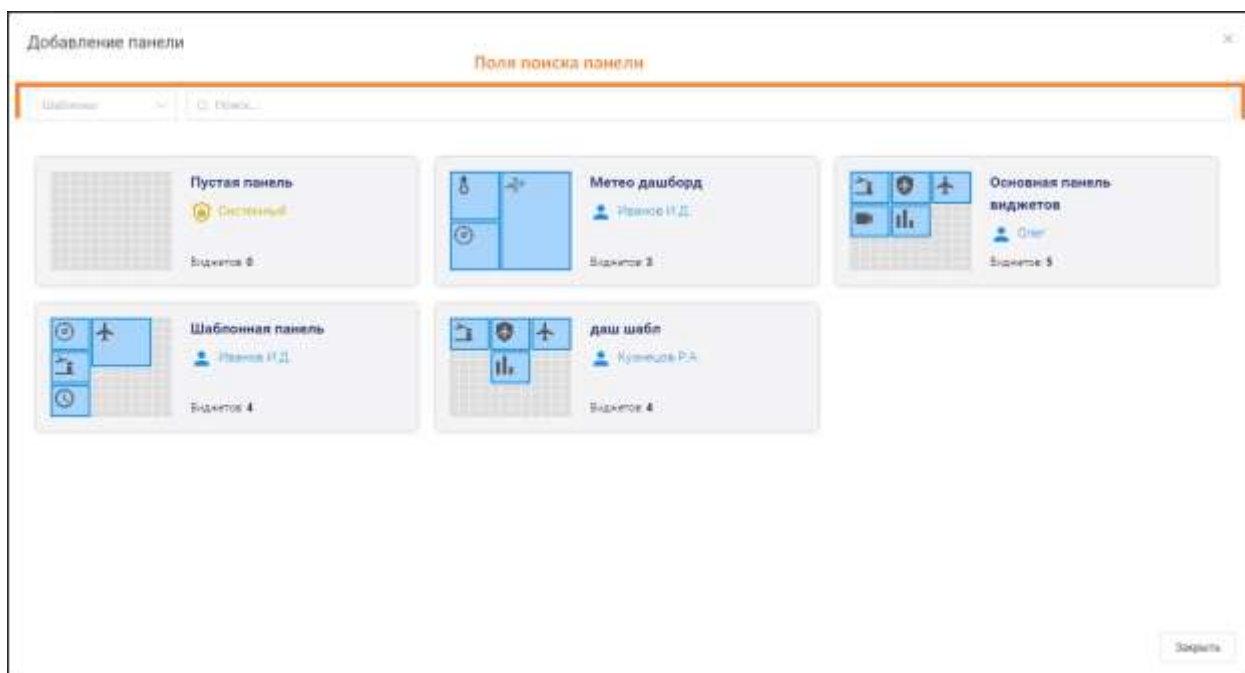 Добавление панели
Поля поиска панели
Шаблоны
Поиск...
Пустая панель
Системный
Виджетов 0
Метео дашборд
Иванов И.Д.
Виджетов 3
Основная панель
виджетов
Олег
Виджетов 5
Шаблонная панель
Иванов И.Д.
Виджетов 4
даш шабл
Кузнецов Р.А.
Виджетов 4
Закрыть